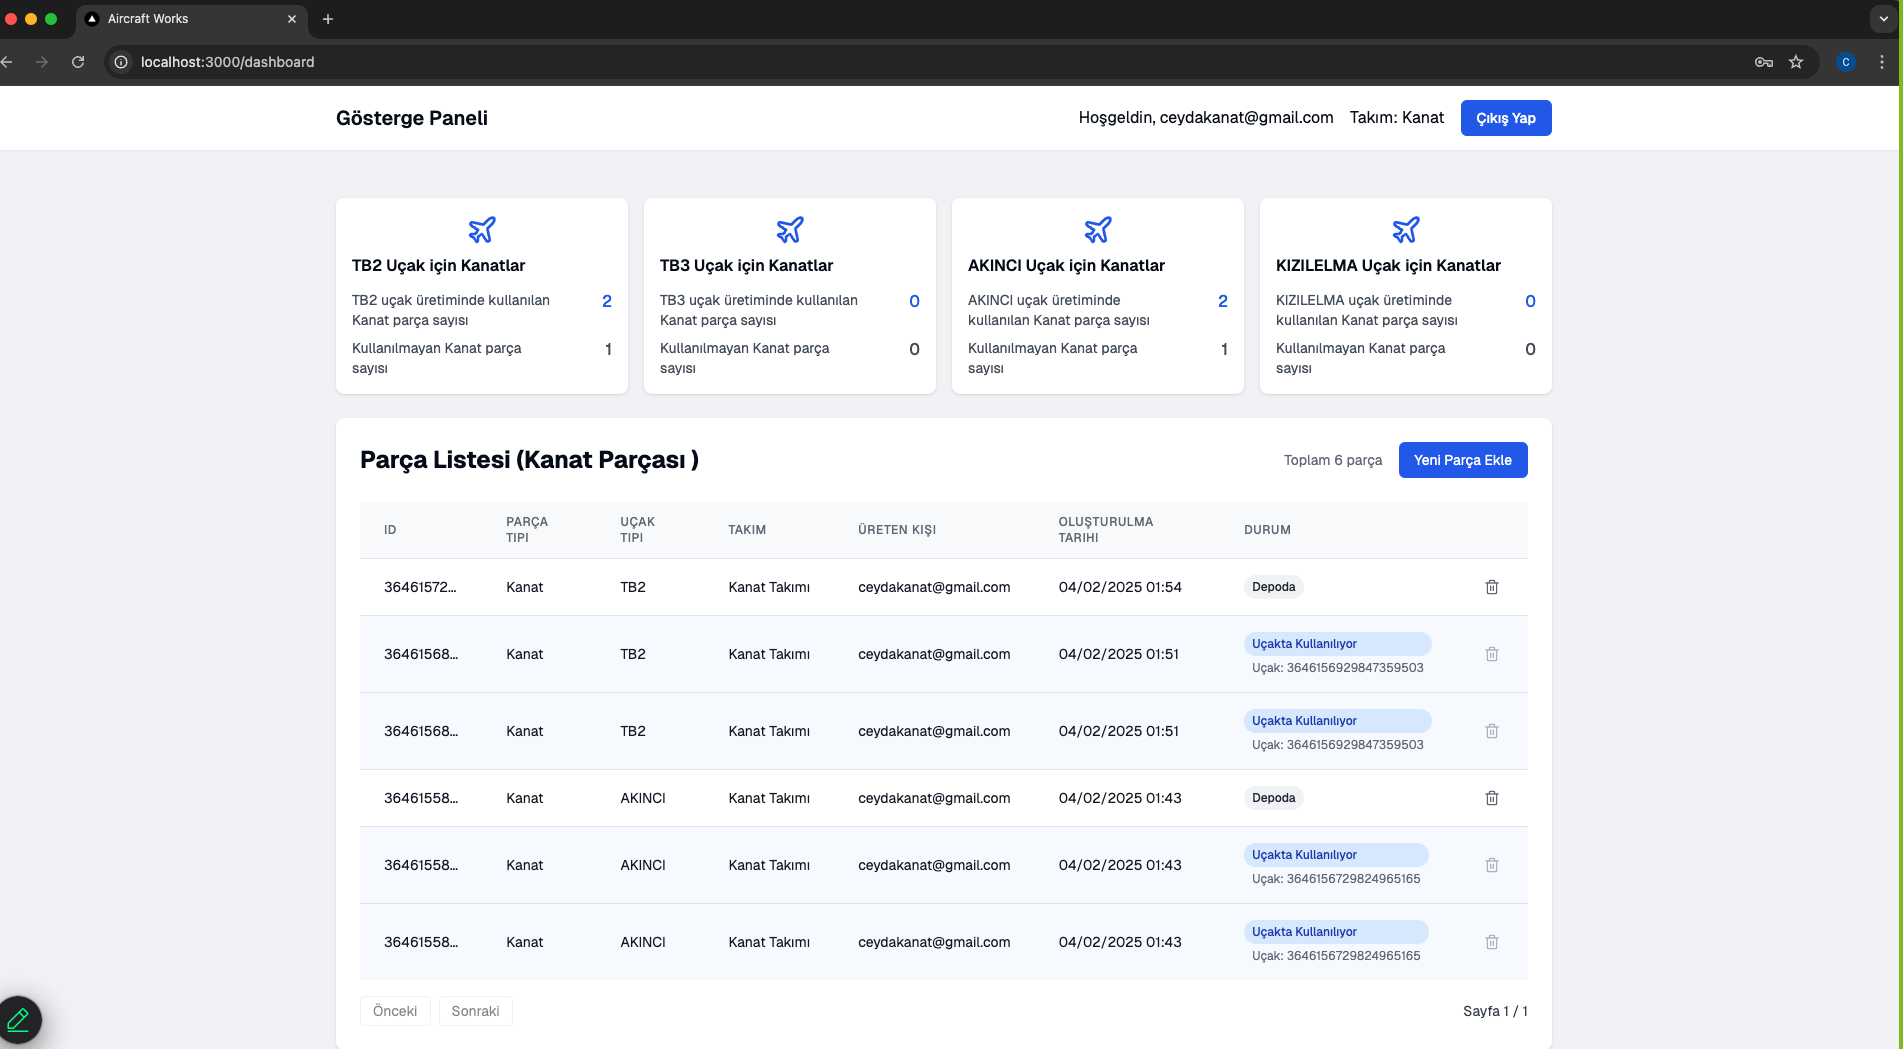 Aircraft Works
localhost:3000/dashboard
C
Gösterge Paneli
Hoşgeldin, ceydakanat@gmail.com Takım: Kanat Çıkış Yap
TB2 Uçak için Kanatlar
TB2 uçak üretiminde kullanılan 2
Kanat parça sayısı
Kullanılmayan Kanat parça 1
sayısı
TB3 Uçak için Kanatlar
TB3 uçak üretiminde kullanılan 0
Kanat parça sayısı
Kullanılmayan Kanat parça 0
sayısı
AKINCI Uçak için Kanatlar
AKINCI uçak üretiminde 2
kullanılan Kanat parça sayısı
Kullanılmayan Kanat parça 1
sayısı
KIZILELMA Uçak için Kanatlar
KIZILELMA uçak üretiminde 0
kullanılan Kanat parça sayısı
Kullanılmayan Kanat parça 0
sayısı
Parça Listesi (Kanat Parçası )
Toplam 6 parça Yeni Parça Ekle
ID PARÇA TIPI UÇAK TIPI TAKIM ÜRETEN KIŞI OLUŞTURULMA TARIHI DURUM
36461572... Kanat TB2 Kanat Takımı ceydakanat@gmail.com 04/02/2025 01:54 Depoda
36461568... Kanat TB2 Kanat Takımı ceydakanat@gmail.com 04/02/2025 01:51 Uçakta Kullanılıyor
Uçak: 3646156929847359503
36461568... Kanat TB2 Kanat Takımı ceydakanat@gmail.com 04/02/2025 01:51 Uçakta Kullanılıyor
Uçak: 3646156929847359503
36461558... Kanat AKINCI Kanat Takımı ceydakanat@gmail.com 04/02/2025 01:43 Depoda
36461558... Kanat AKINCI Kanat Takımı ceydakanat@gmail.com 04/02/2025 01:43 Uçakta Kullanılıyor
Uçak: 3646156729824965165
36461558... Kanat AKINCI Kanat Takımı ceydakanat@gmail.com 04/02/2025 01:43 Uçakta Kullanılıyor
Uçak: 3646156729824965165
Önceki Sonraki Sayfa 1 / 1